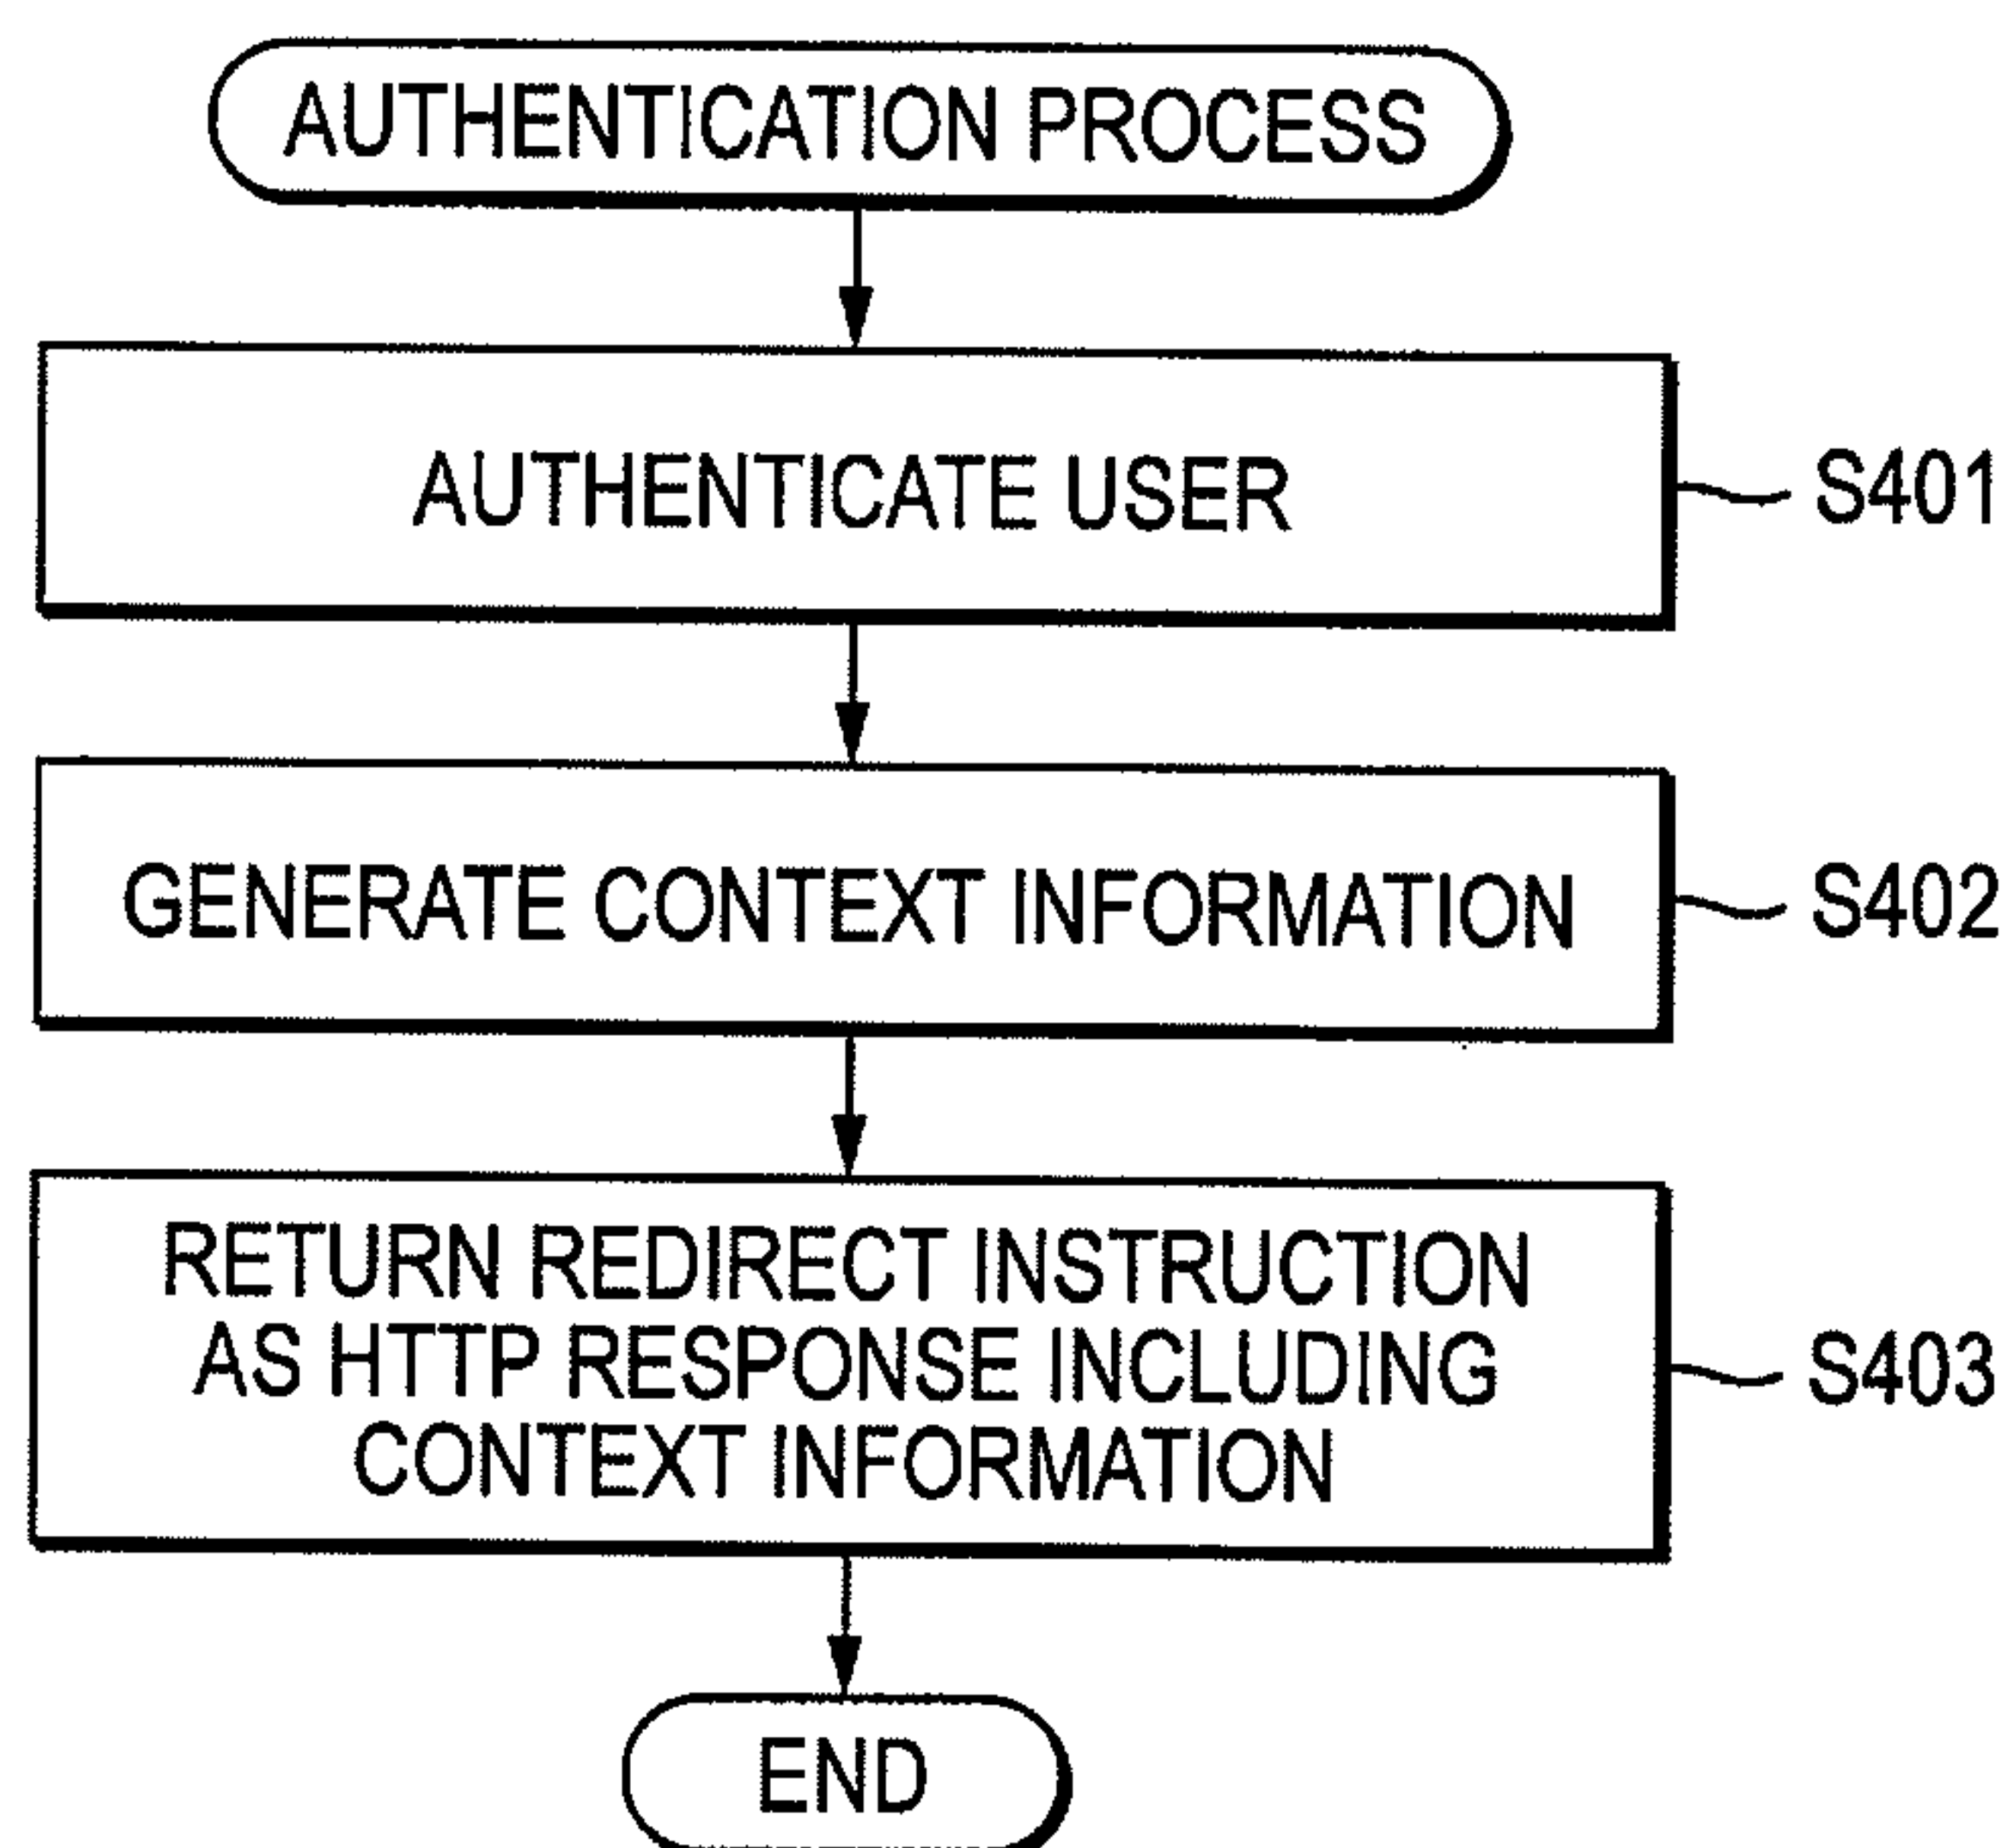 AUTHENTICATION PROCESS
AUTHENTICATE USER
S401
GENERATE CONTEXT INFORMATION
S402
RETURN REDIRECT INSTRUCTION
AS HTTP RESPONSE INCLUDING
CONTEXT INFORMATION
S403
END